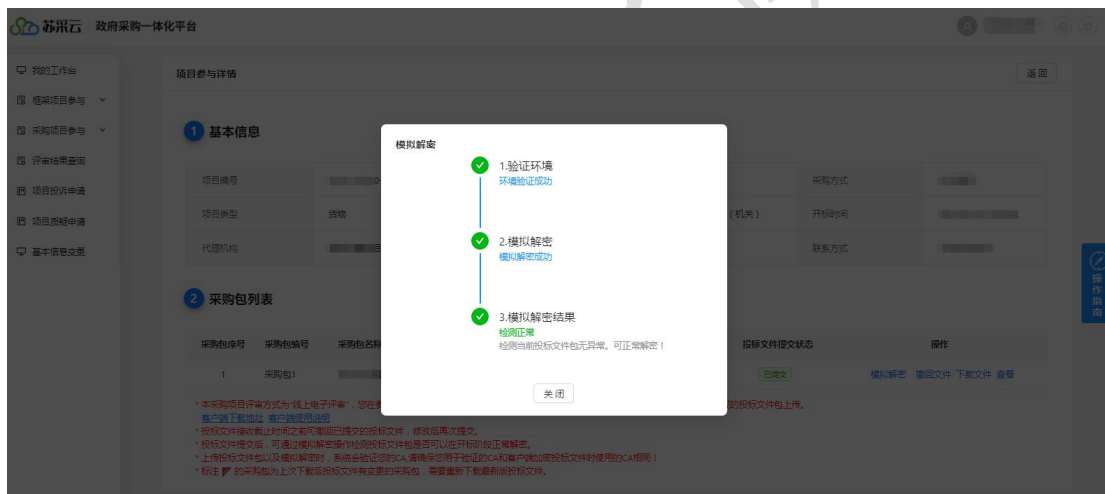 苏采云 政府采购一体化平台
我的工作台
框架项目参与
采购项目参与
评审结果查询
项目投诉申请
项目质疑申请
基本信息变更
项目参与详情
返回
1 基本信息
项目编号
采购方式
项目类型
货物
(机关)
开标时间
代理机构
联系方式
模拟解密
1.验证环境
环境验证成功
2.模拟解密
模拟解密成功
3.模拟解密结果
检测正常
检测当前投标文件包无异常。可正常解密!
关闭
2 采购包列表
采购包序号 采购包编号 采购包名称 投标文件提交状态 操作
1 采购包1 已提交 模拟解密 撤回文件 下载文件 查看
*本采购项目评审方式为“线上电子评审”,您在参
的投标文件包上传。
客户端下载地址 客户端使用说明
*投标文件接收截止时间之前可撤回已提交的投标文件,修改后再次提交。
*投标文件提交后,可通过模拟解密操作检测投标文件包是否可以在开标阶段正常解密。
*上传投标文件包以及模拟解密时,系统会验证您的CA,请确保您用于验证的CA和客户端加密投标文件时使用的CA相同!
*标注 的采购包为上次下载后投标文件有变更的采购包,需要重新下载最新版投标文件。
操作指南